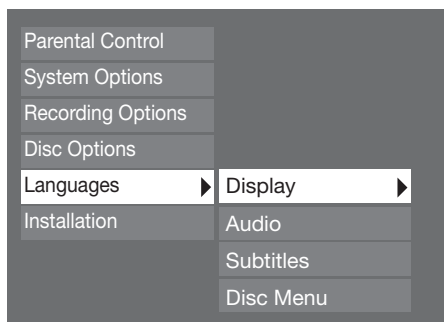 Parental Control
System Options
Recording Options
Disc Options
Languages
Installation
Display
Audio
Subtitles
Disc Menu